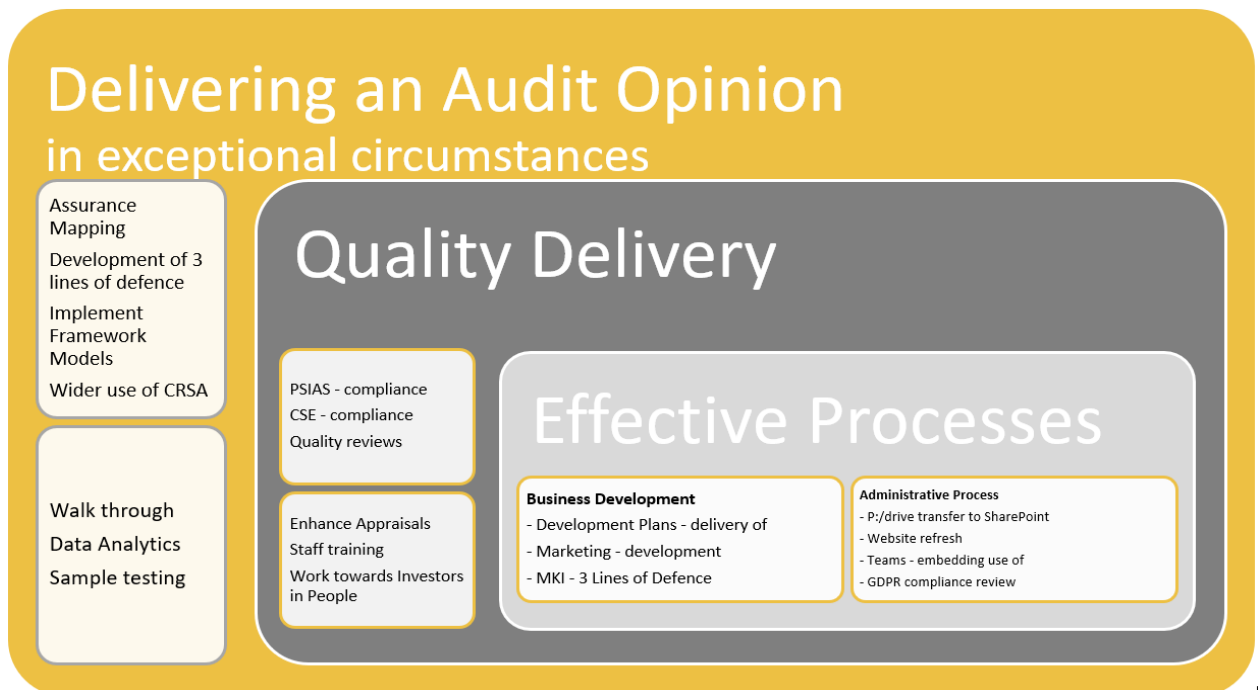 Delivering an Audit Opinion
in exceptional circumstances
Assurance
Mapping
Development of 3
lines of defence
Implement
Framework
Models
Wider use of CRSA
Walk through
Data Analytics
Sample testing
Quality Delivery
PSIAS - compliance
CSE - compliance
Quality reviews
Enhance Appraisals
Staff training
Work towards Investors
in People
Effective Processes
Business Development
- Development Plans - delivery of
- Marketing - development
- MKI - 3 Lines of Defence
Administrative Process
- P:/drive transfer to SharePoint
- Website refresh
- Teams - embedding use of
- GDPR compliance review